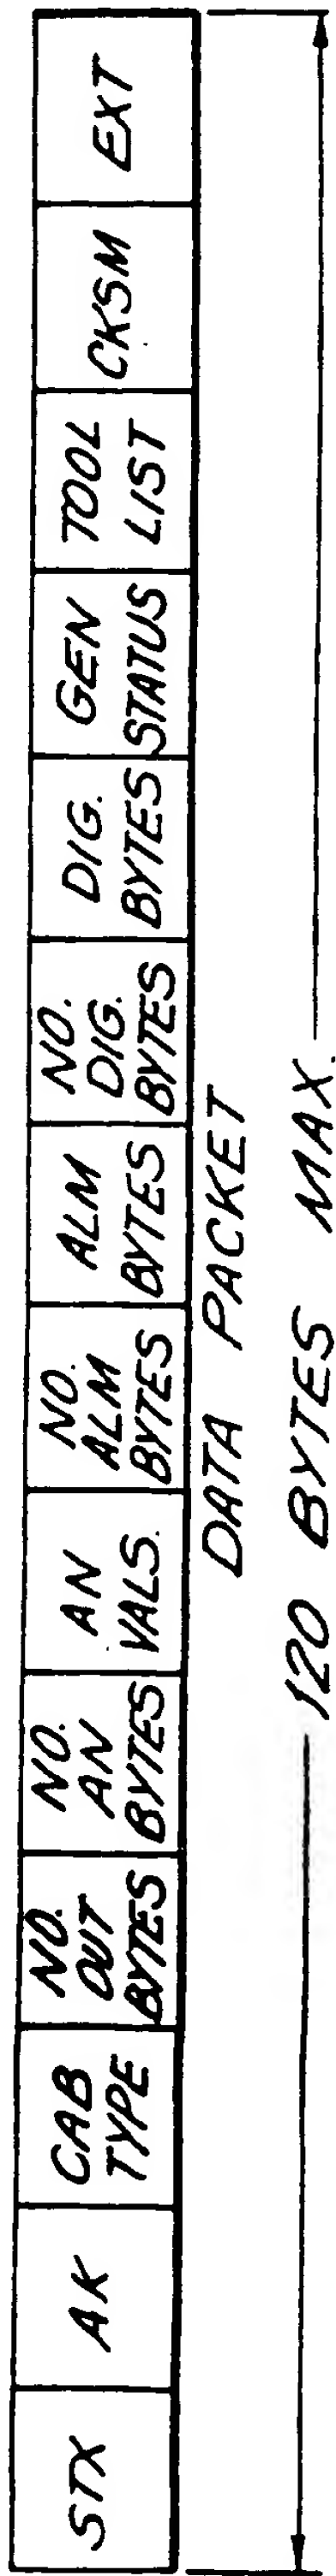 STX
AK
CAB
TYPE
NO.
OUT
BYTES
NO.
AN
BYTES
AN
VALS.
NO.
ALM
BYTES
ALM
BYTES
NO.
DIG.
BYTES
DIG.
BYTES
GEN
STATUS
TOOL
LIST
CKSM
EXT
DATA PACKET
120 BYTES MAX.